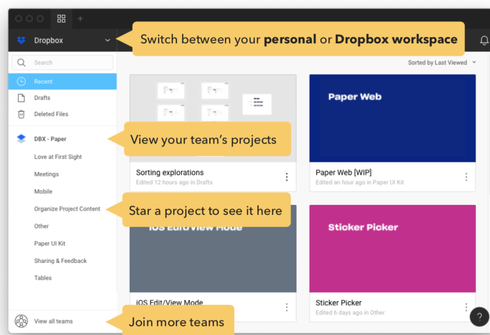 Dropbox
Switch between your personal or Dropbox workspace
Search
Sorted by Last Viewed
Recent
Drafts
Deleted Files
DBX - Paper
View your team's projects
Love at First Sight
Meetings
Mobile
Organize Project Content
Star a project to see it here
Other
Paper UI Kit
Sharing & Feedback
Tables
View all teams
Join more teams
Sorting explorations
Edited 12 hours ago in Drafts
Paper Web
Paper Web [WIP]
Edited an hour ago in Paper UI Kit
iOS Edit/View Mode
iOS Edit/View Mode
Sticker Picker
Sticker Picker
Edited 6 days ago in Other
?